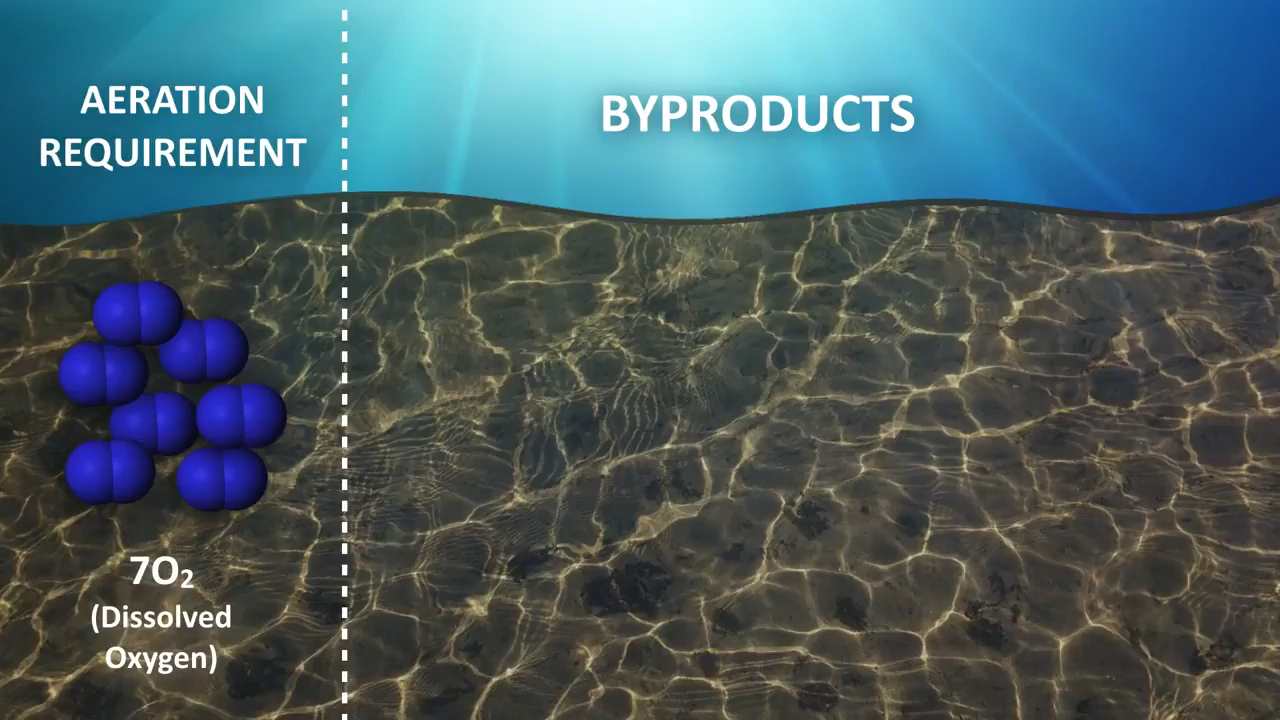 AERATION
REQUIREMENT
BYPRODUCTS
7O₂
(Dissolved
Oxygen)